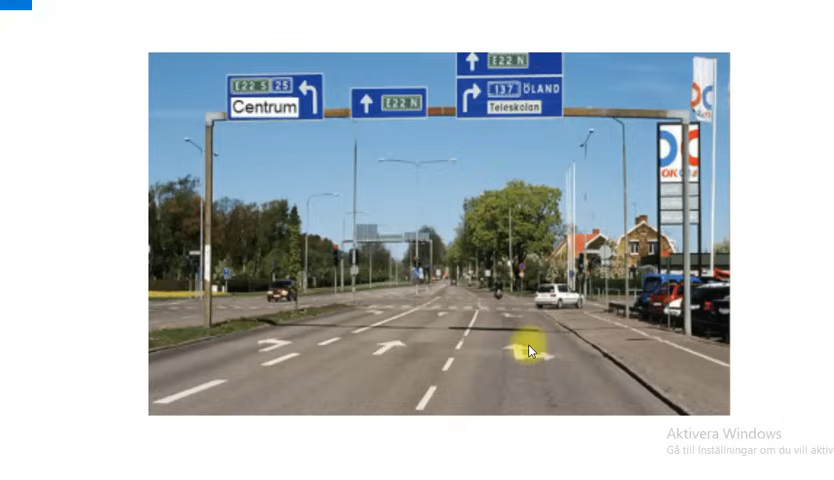 E22 S 25
Centrum
E22 N
E22 N
137 ÖLAND
Teleskolan
OK
Aktivera Windows
Gå till Inställningar om du vill aktiv